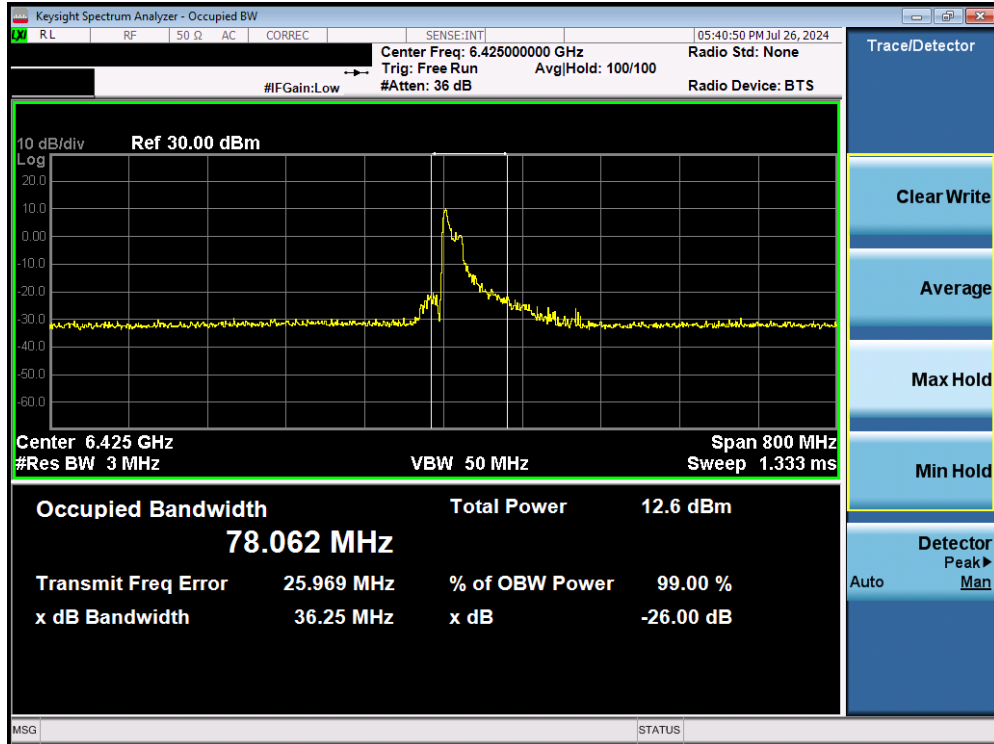 Keysight Spectrum Analyzer - Occupied BW
LXI RL RF 50 Ω AC CORREC SENSE:INT 05:40:50 PM Jul 26, 2024
Center Freq: 6.425000000 GHz Radio Std: None
Trig: Free Run Avg|Hold: 100/100
#IFGain:Low #Atten: 36 dB Radio Device: BTS
Trace/Detector
10 dB/div Ref 30.00 dBm
Log
20.0
10.0
0.00
-10.0
-20.0
-30.0
-40.0
-50.0
-60.0
Center 6.425 GHz Span 800 MHz
#Res BW 3 MHz VBW 50 MHz Sweep 1.333 ms
Occupied Bandwidth Total Power 12.6 dBm
78.062 MHz
Transmit Freq Error 25.969 MHz % of OBW Power 99.00 %
x dB Bandwidth 36.25 MHz x dB -26.00 dB
Clear Write
Average
Max Hold
Min Hold
Detector
Peak▶
Auto Man
MSG STATUS